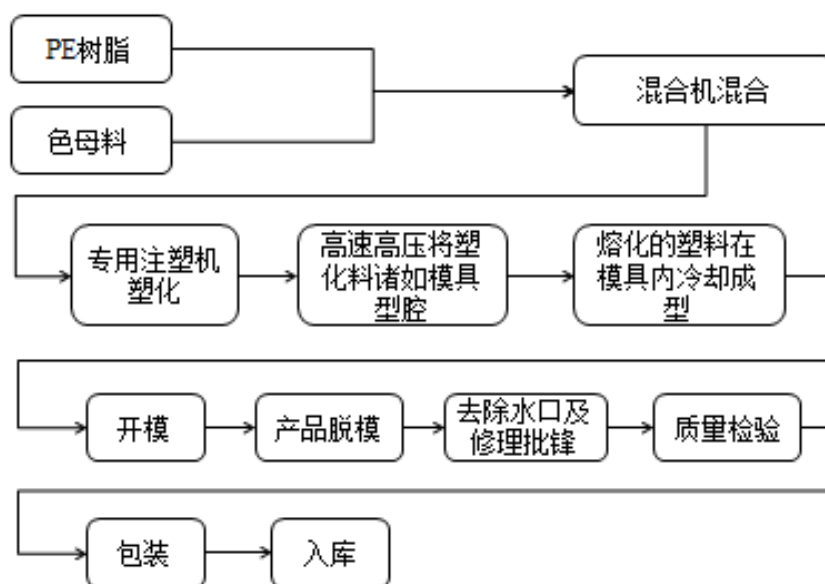 PE树脂
混合机混合
色母料
专用注塑机
塑化
高速高压将塑
化料诸如模具
型腔
熔化的塑料在
模具内冷却成
型
开模
产品脱模
去除水口及
修理批锋
质量检验
包装
入库